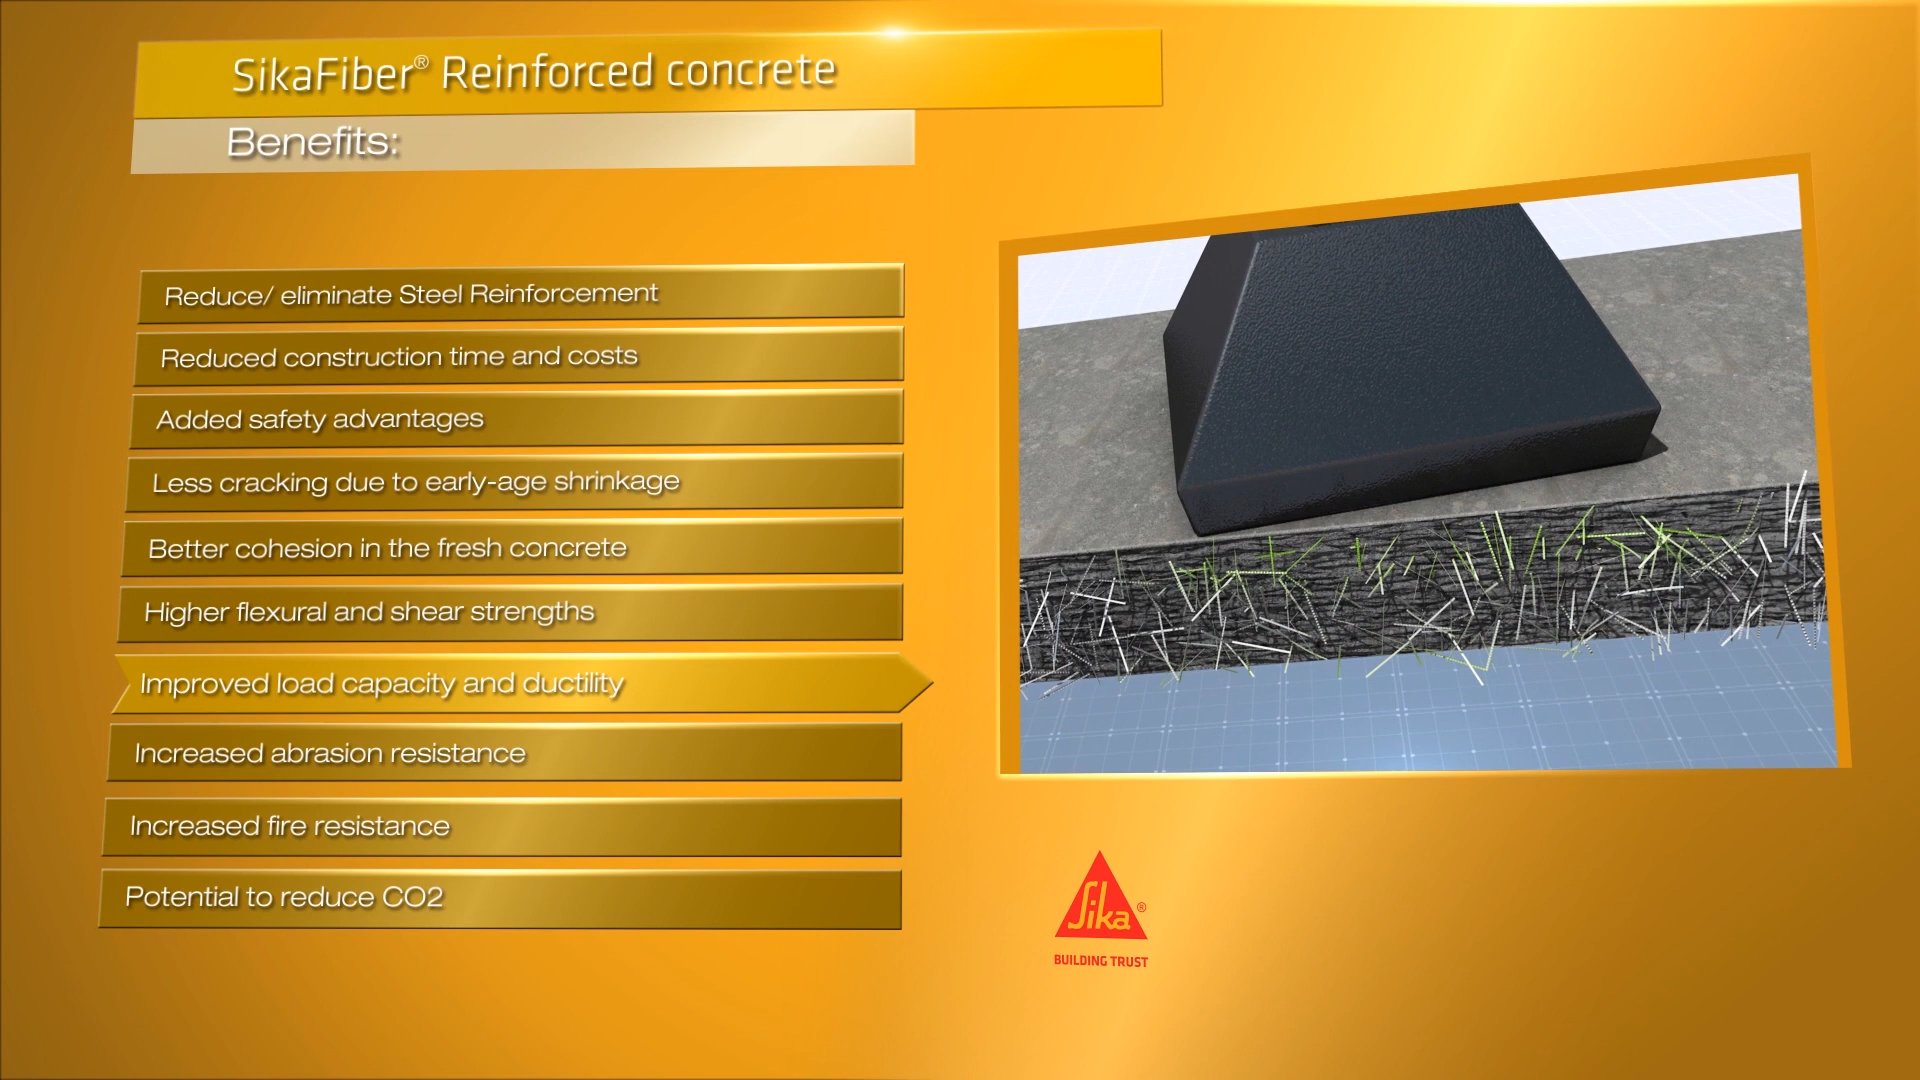 SikaFiber® Reinforced concrete
Benefits:
Reduce/ eliminate Steel Reinforcement
Reduced construction time and costs
Added safety advantages
Less cracking due to early-age shrinkage
Better cohesion in the fresh concrete
Higher flexural and shear strengths
Improved load capacity and ductility
Increased abrasion resistance
Increased fire resistance
Potential to reduce CO2
Sika®
BUILDING TRUST